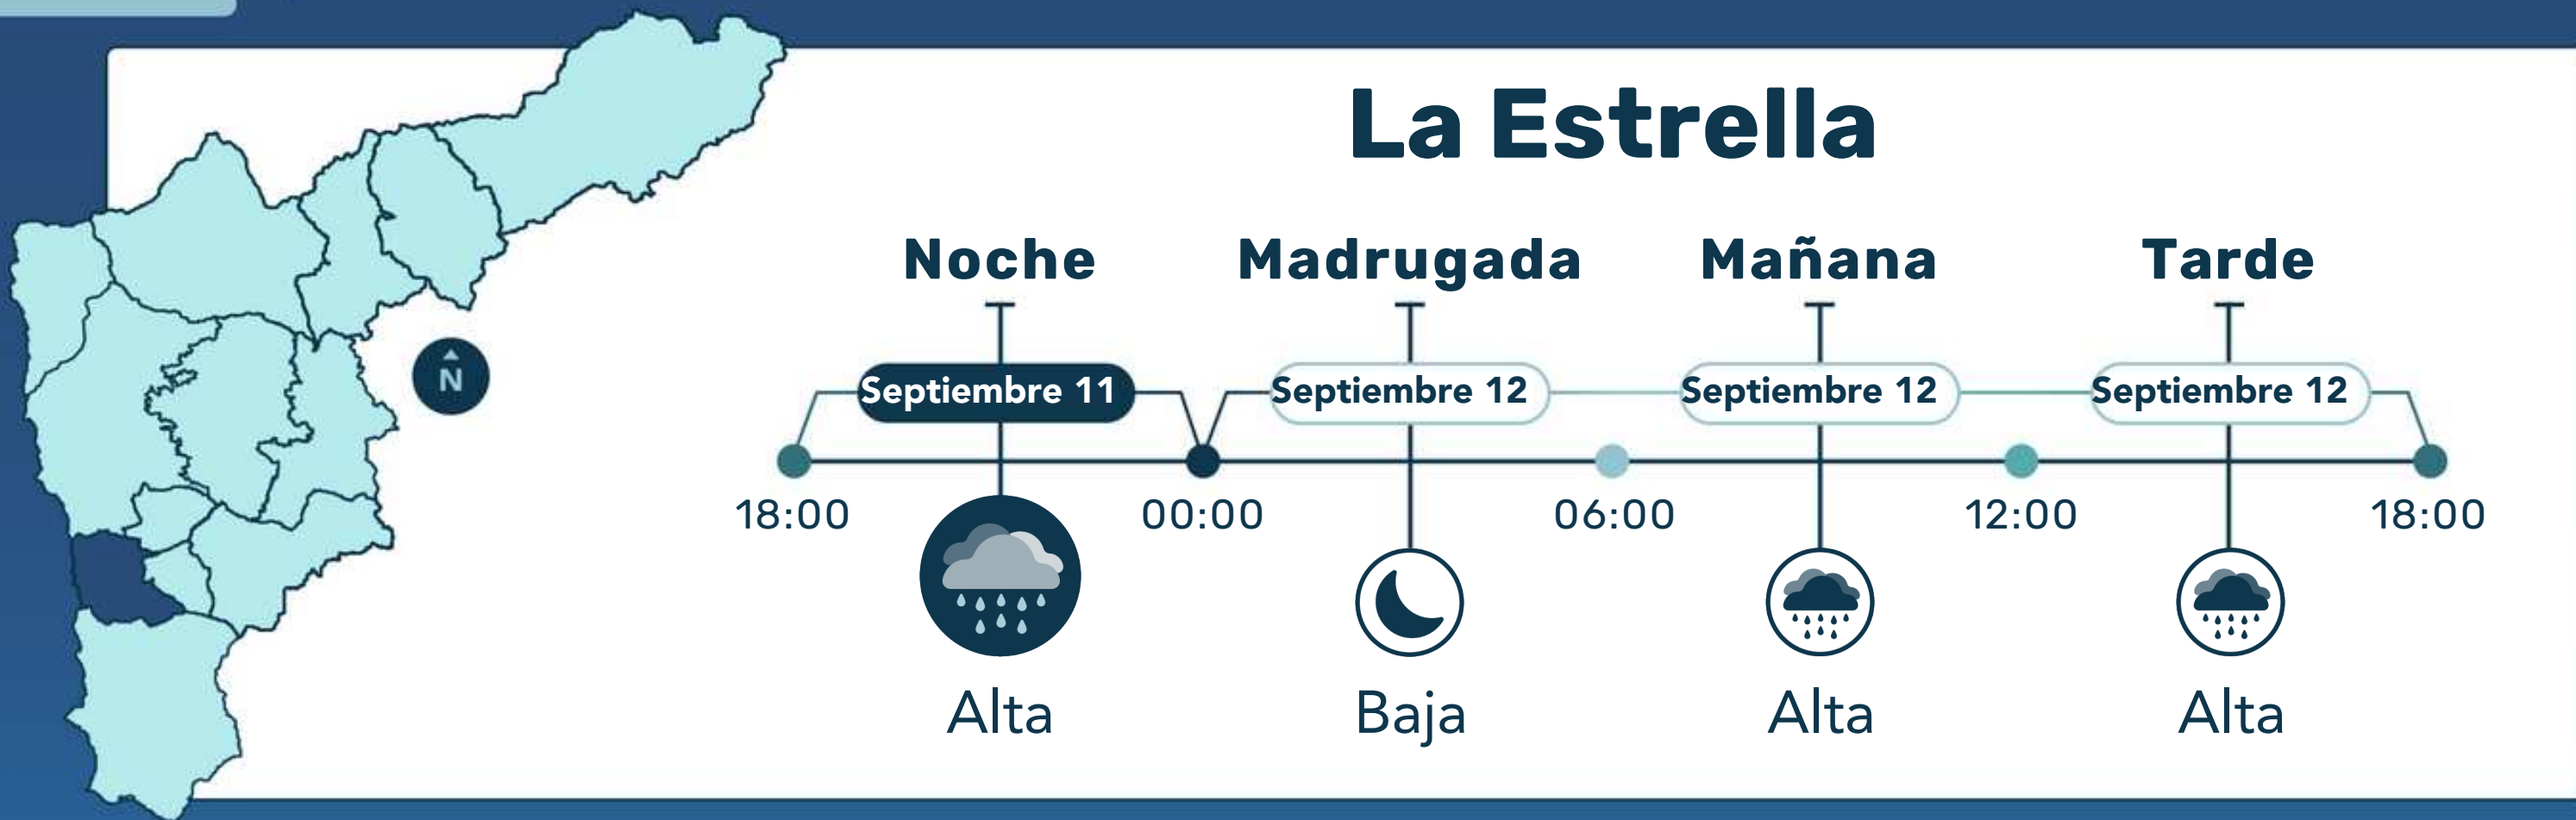 La Estrella
Noche Madrugada Mañana Tarde
Septiembre 11 Septiembre 12 Septiembre 12 Septiembre 12
N
18:00 00:00 06:00 12:00 18:00
Alta Baja Alta Alta